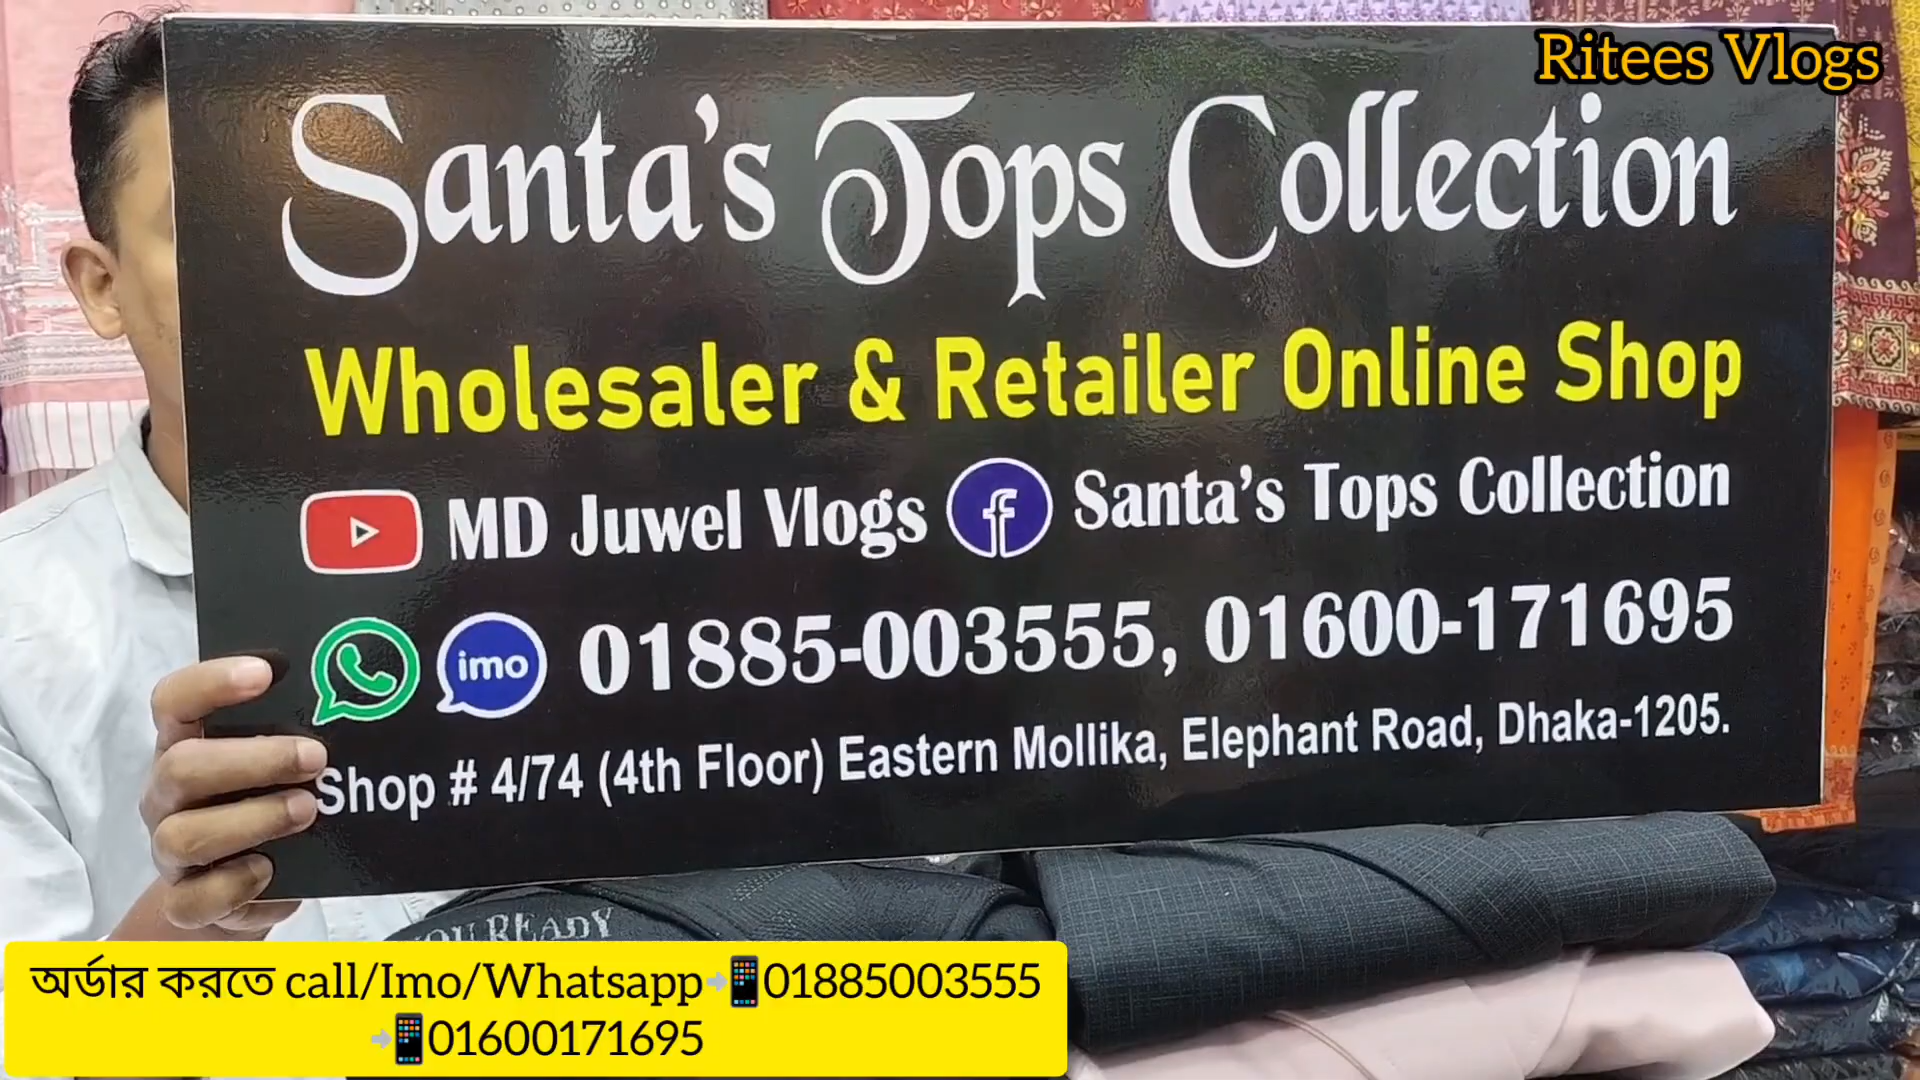 Ritees Vlogs
Santa's Tops Collection
Wholesaler & Retailer Online Shop
MD Juwel Vlogs f Santa's Tops Collection
imo 01885-003555, 01600-171695
Shop # 4/74 (4th Floor) Eastern Mollika, Elephant Road, Dhaka-1205.
YOU READY
অর্ডার করতে call/Imo/Whatsapp➡📱01885003555
➡📱01600171695